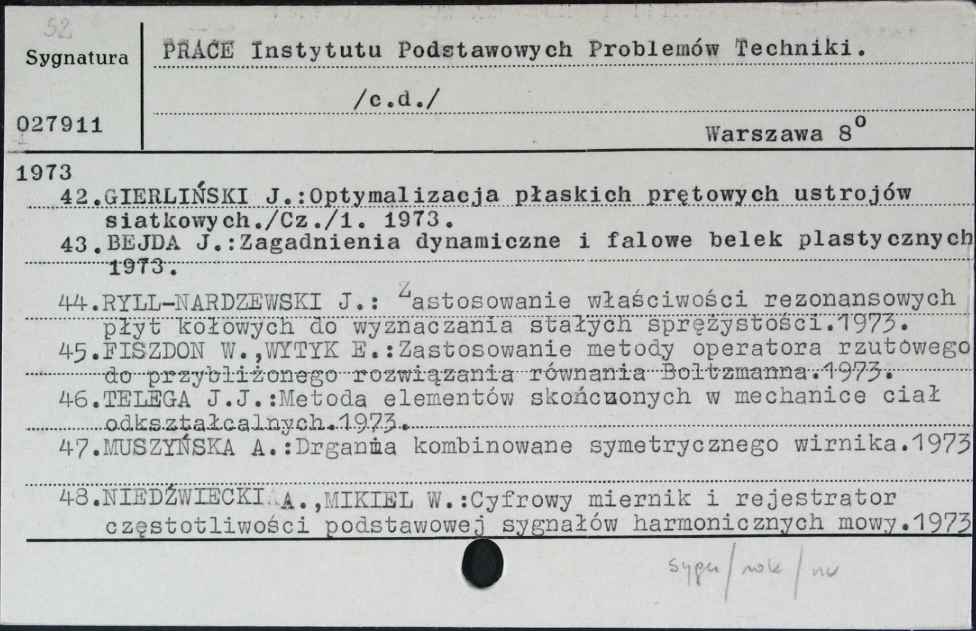 52
Sygnatura
PRACE Instytutu Podstawowych Problemów Techniki.
/c.d./
027911
Warszawa 8⁰
1973
42.GIERLIŃSKI J.:Optymalizacja płaskich prętowych ustrojów
siatkowych./Cz./1. 1973.
43.BEJDA J.:Zagadnienia dynamiczne i falowe belek plastycznych
1973.
44.RYLL-NARDZEWSKI J.: Zastosowanie właściwości rezonansowych
płyt kołowych do wyznaczania stałych sprężystości.1973.
45.FISZDON W.,WYTYK E.:Zastosowanie metody operatora rzutowego
do przybliżonego rozwiązania równania Boltzmanna.1973.
46.TELEGA J.J.:Metoda elementów skończonych w mechanice ciał
odkształcalnych.1973.
47.MUSZYŃSKA A.:Drgania kombinowane symetrycznego wirnika.1973
48.NIEDŹWIECKI A.,MIKIEL W.:Cyfrowy miernik i rejestrator
częstotliwości podstawowej sygnałów harmonicznych mowy.1973
sygn/rok/nr